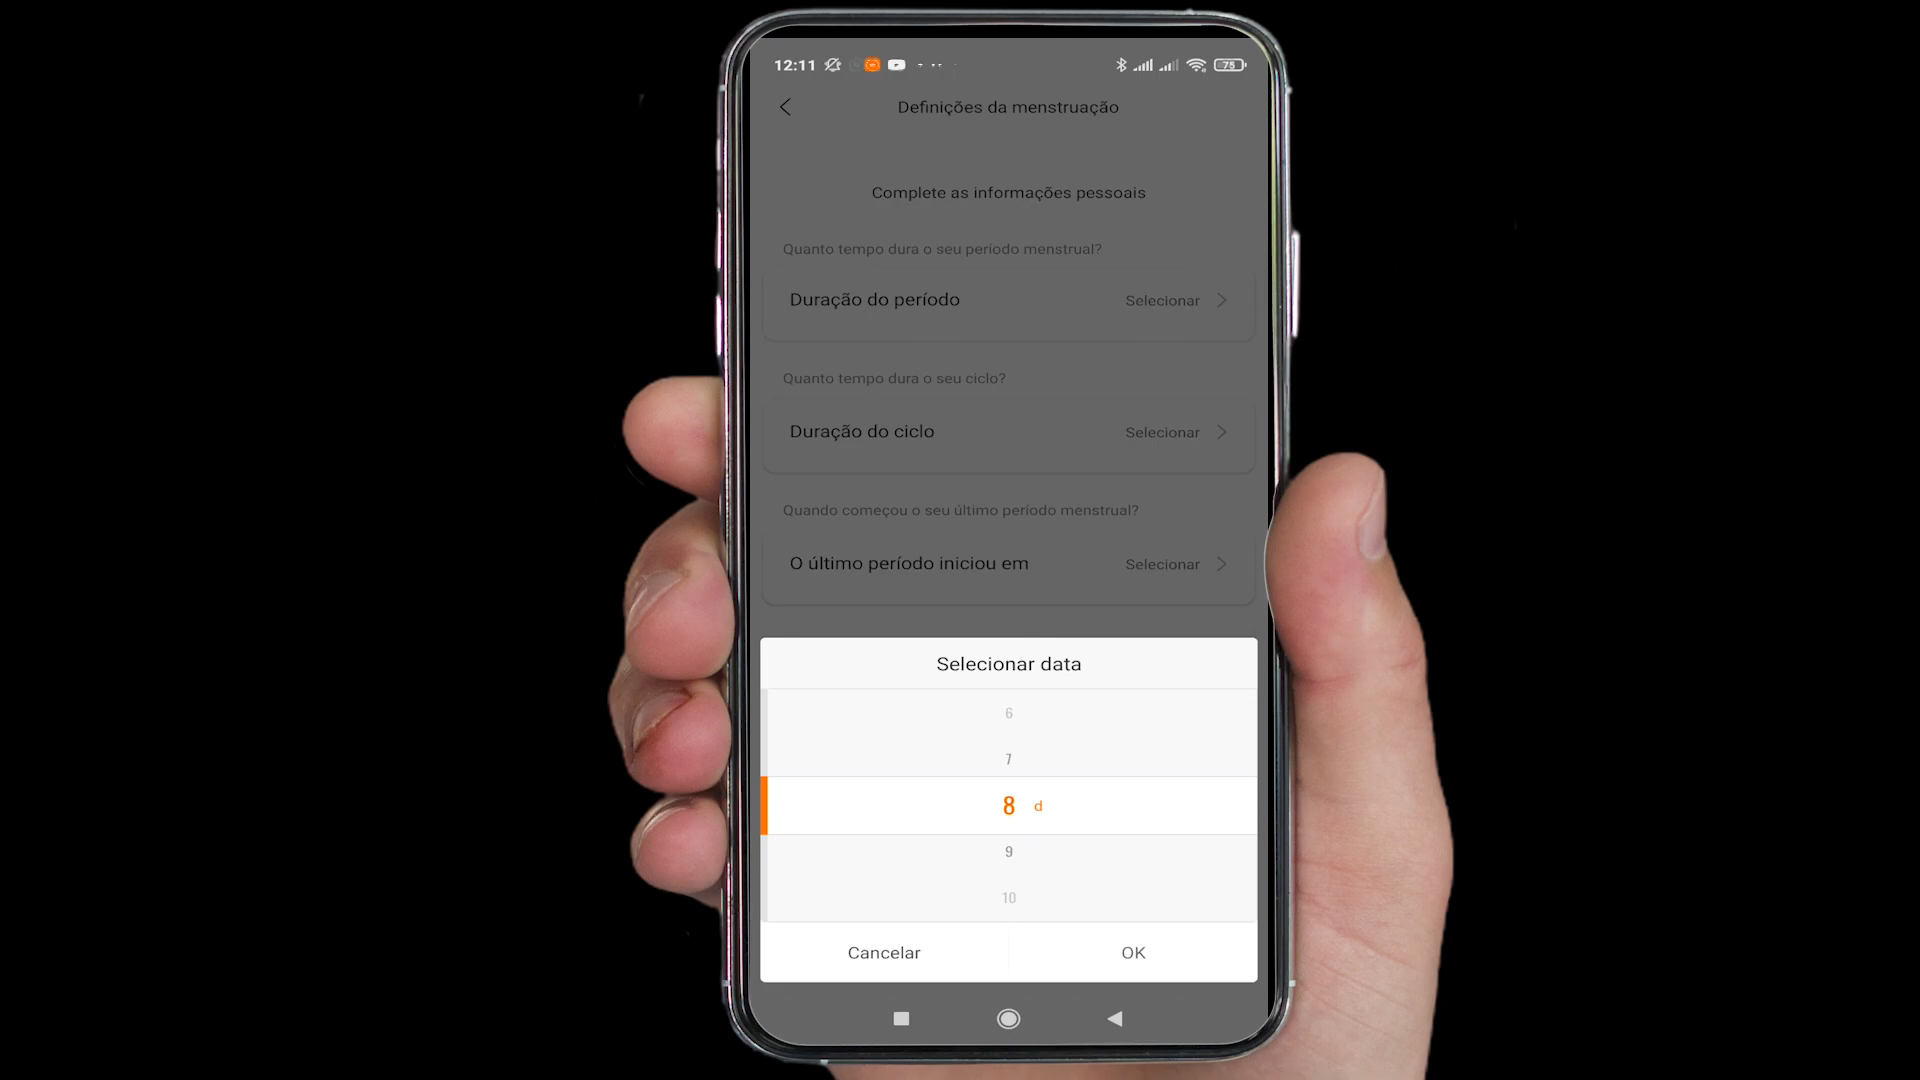 12:11
75
Definições da menstruação
Complete as informações pessoais
Quanto tempo dura o seu período menstrual?
Duração do período Selecionar
Quanto tempo dura o seu ciclo?
Duração do ciclo Selecionar
Quando começou o seu último período menstrual?
O último período iniciou em Selecionar
Selecionar data
6
7
8 d
9
10
Cancelar OK